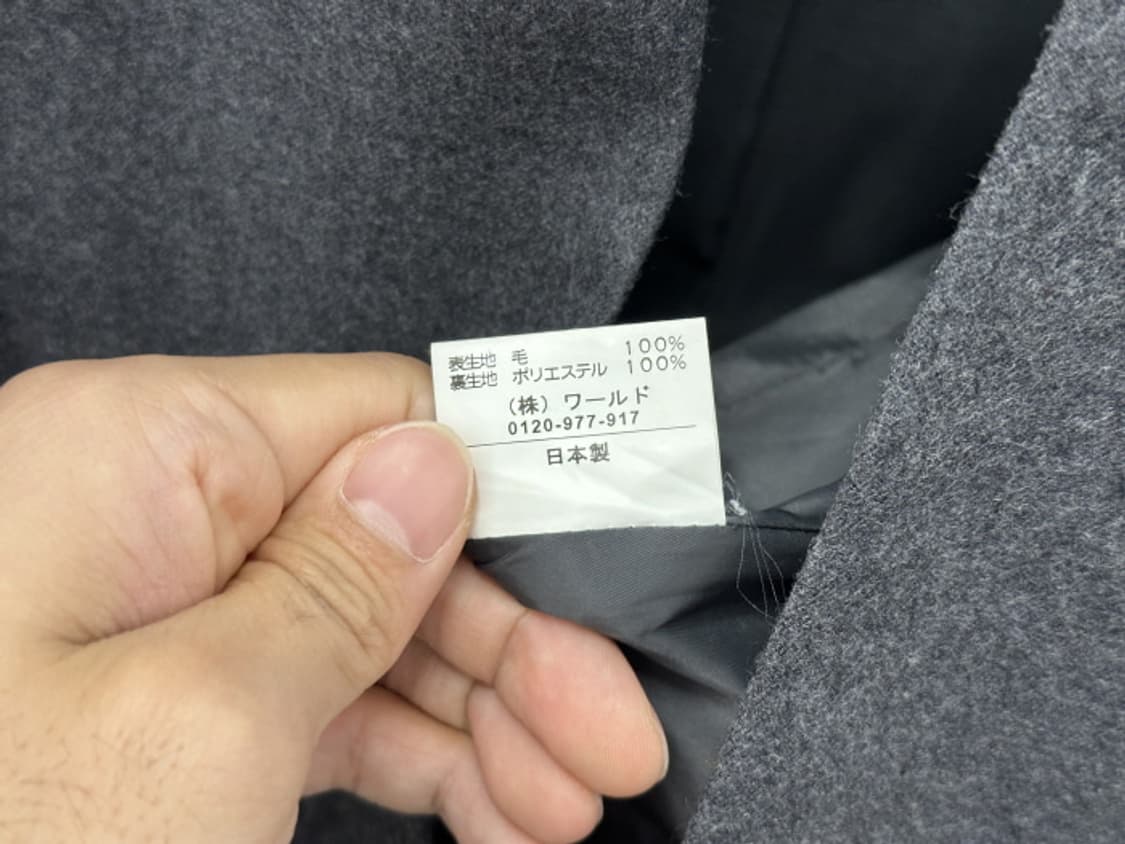 表生地 毛 100%
裏生地 ポリエステル 100%
(株) ワールド
0120-977-917
日本製